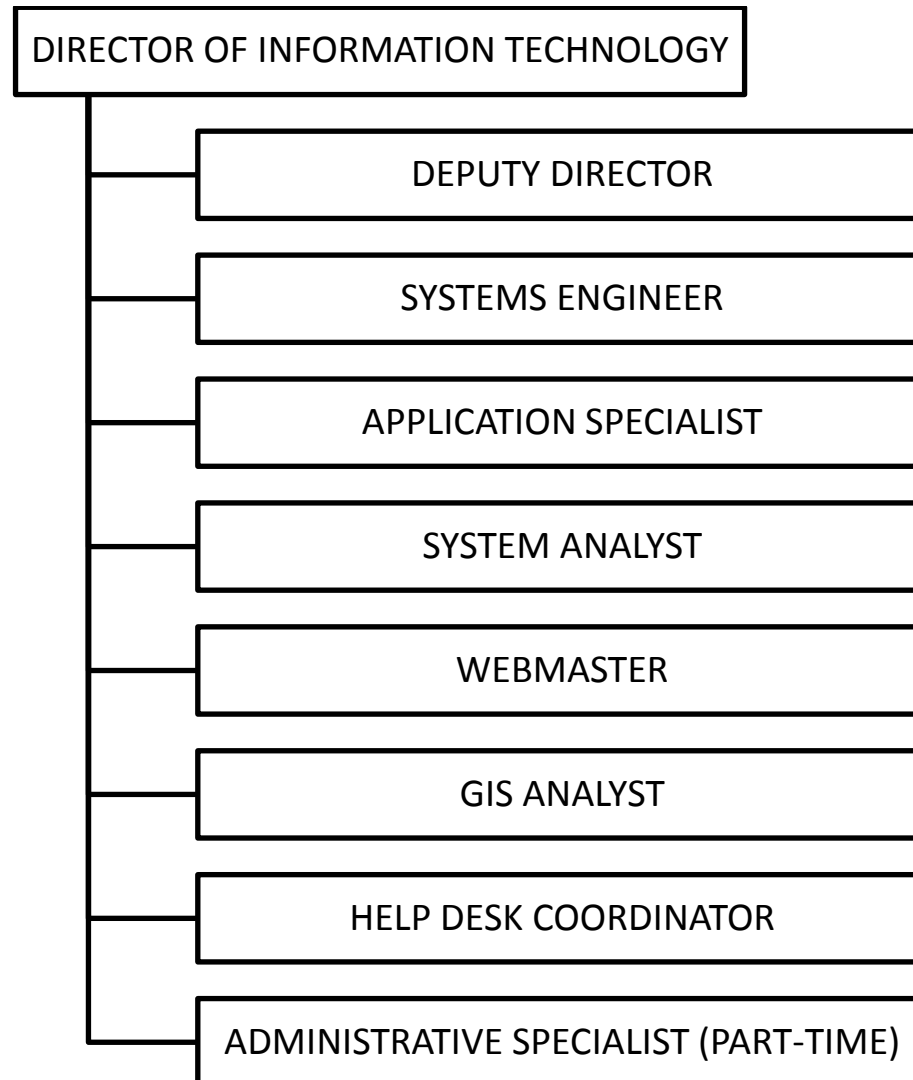 DIRECTOR OF INFORMATION TECHNOLOGY
DEPUTY DIRECTOR
SYSTEMS ENGINEER
APPLICATION SPECIALIST
SYSTEM ANALYST
WEBMASTER
GIS ANALYST
HELP DESK COORDINATOR
ADMINISTRATIVE SPECIALIST (PART-TIME)